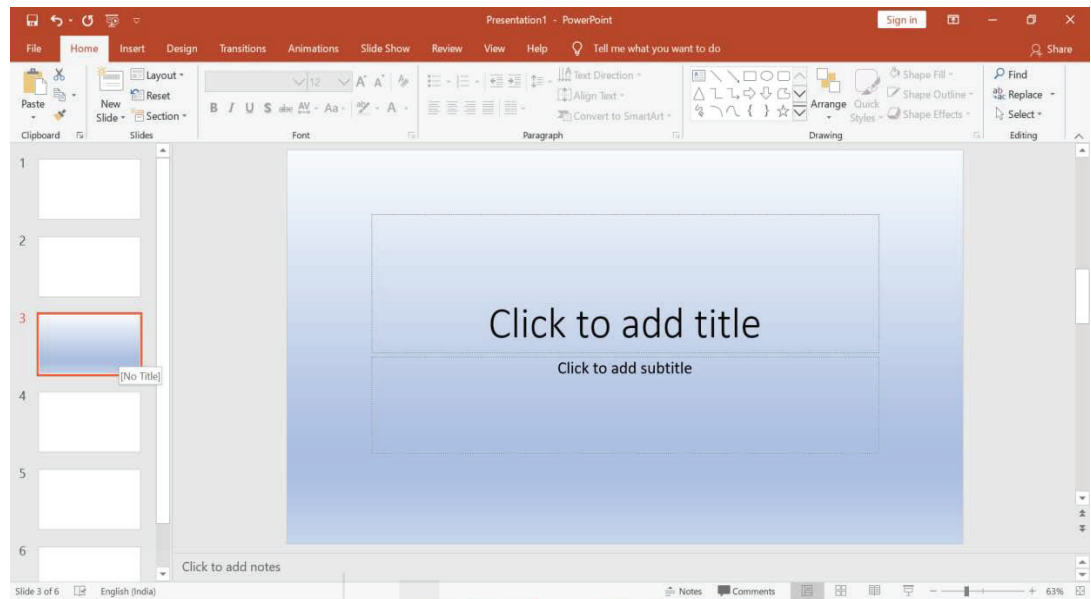 Presentation1 - PowerPoint
Sign in
File Home Insert Design Transitions Animations Slide Show Review View Help Tell me what you want to do
Share
Paste
Clipboard
New
Slide
Layout
Reset
Section
Slides
12
A A
B I U S abc AV Aa A
Font
Text Direction
Align Text
Convert to SmartArt
Paragraph
Arrange
Quick
Styles
Shape Fill
Shape Outline
Shape Effects
Drawing
Find
Replace
Select
Editing
1
2
3
[No Title]
4
5
6
Click to add title
Click to add subtitle
Click to add notes
Slide 3 of 6 English (India)
Notes Comments
63%